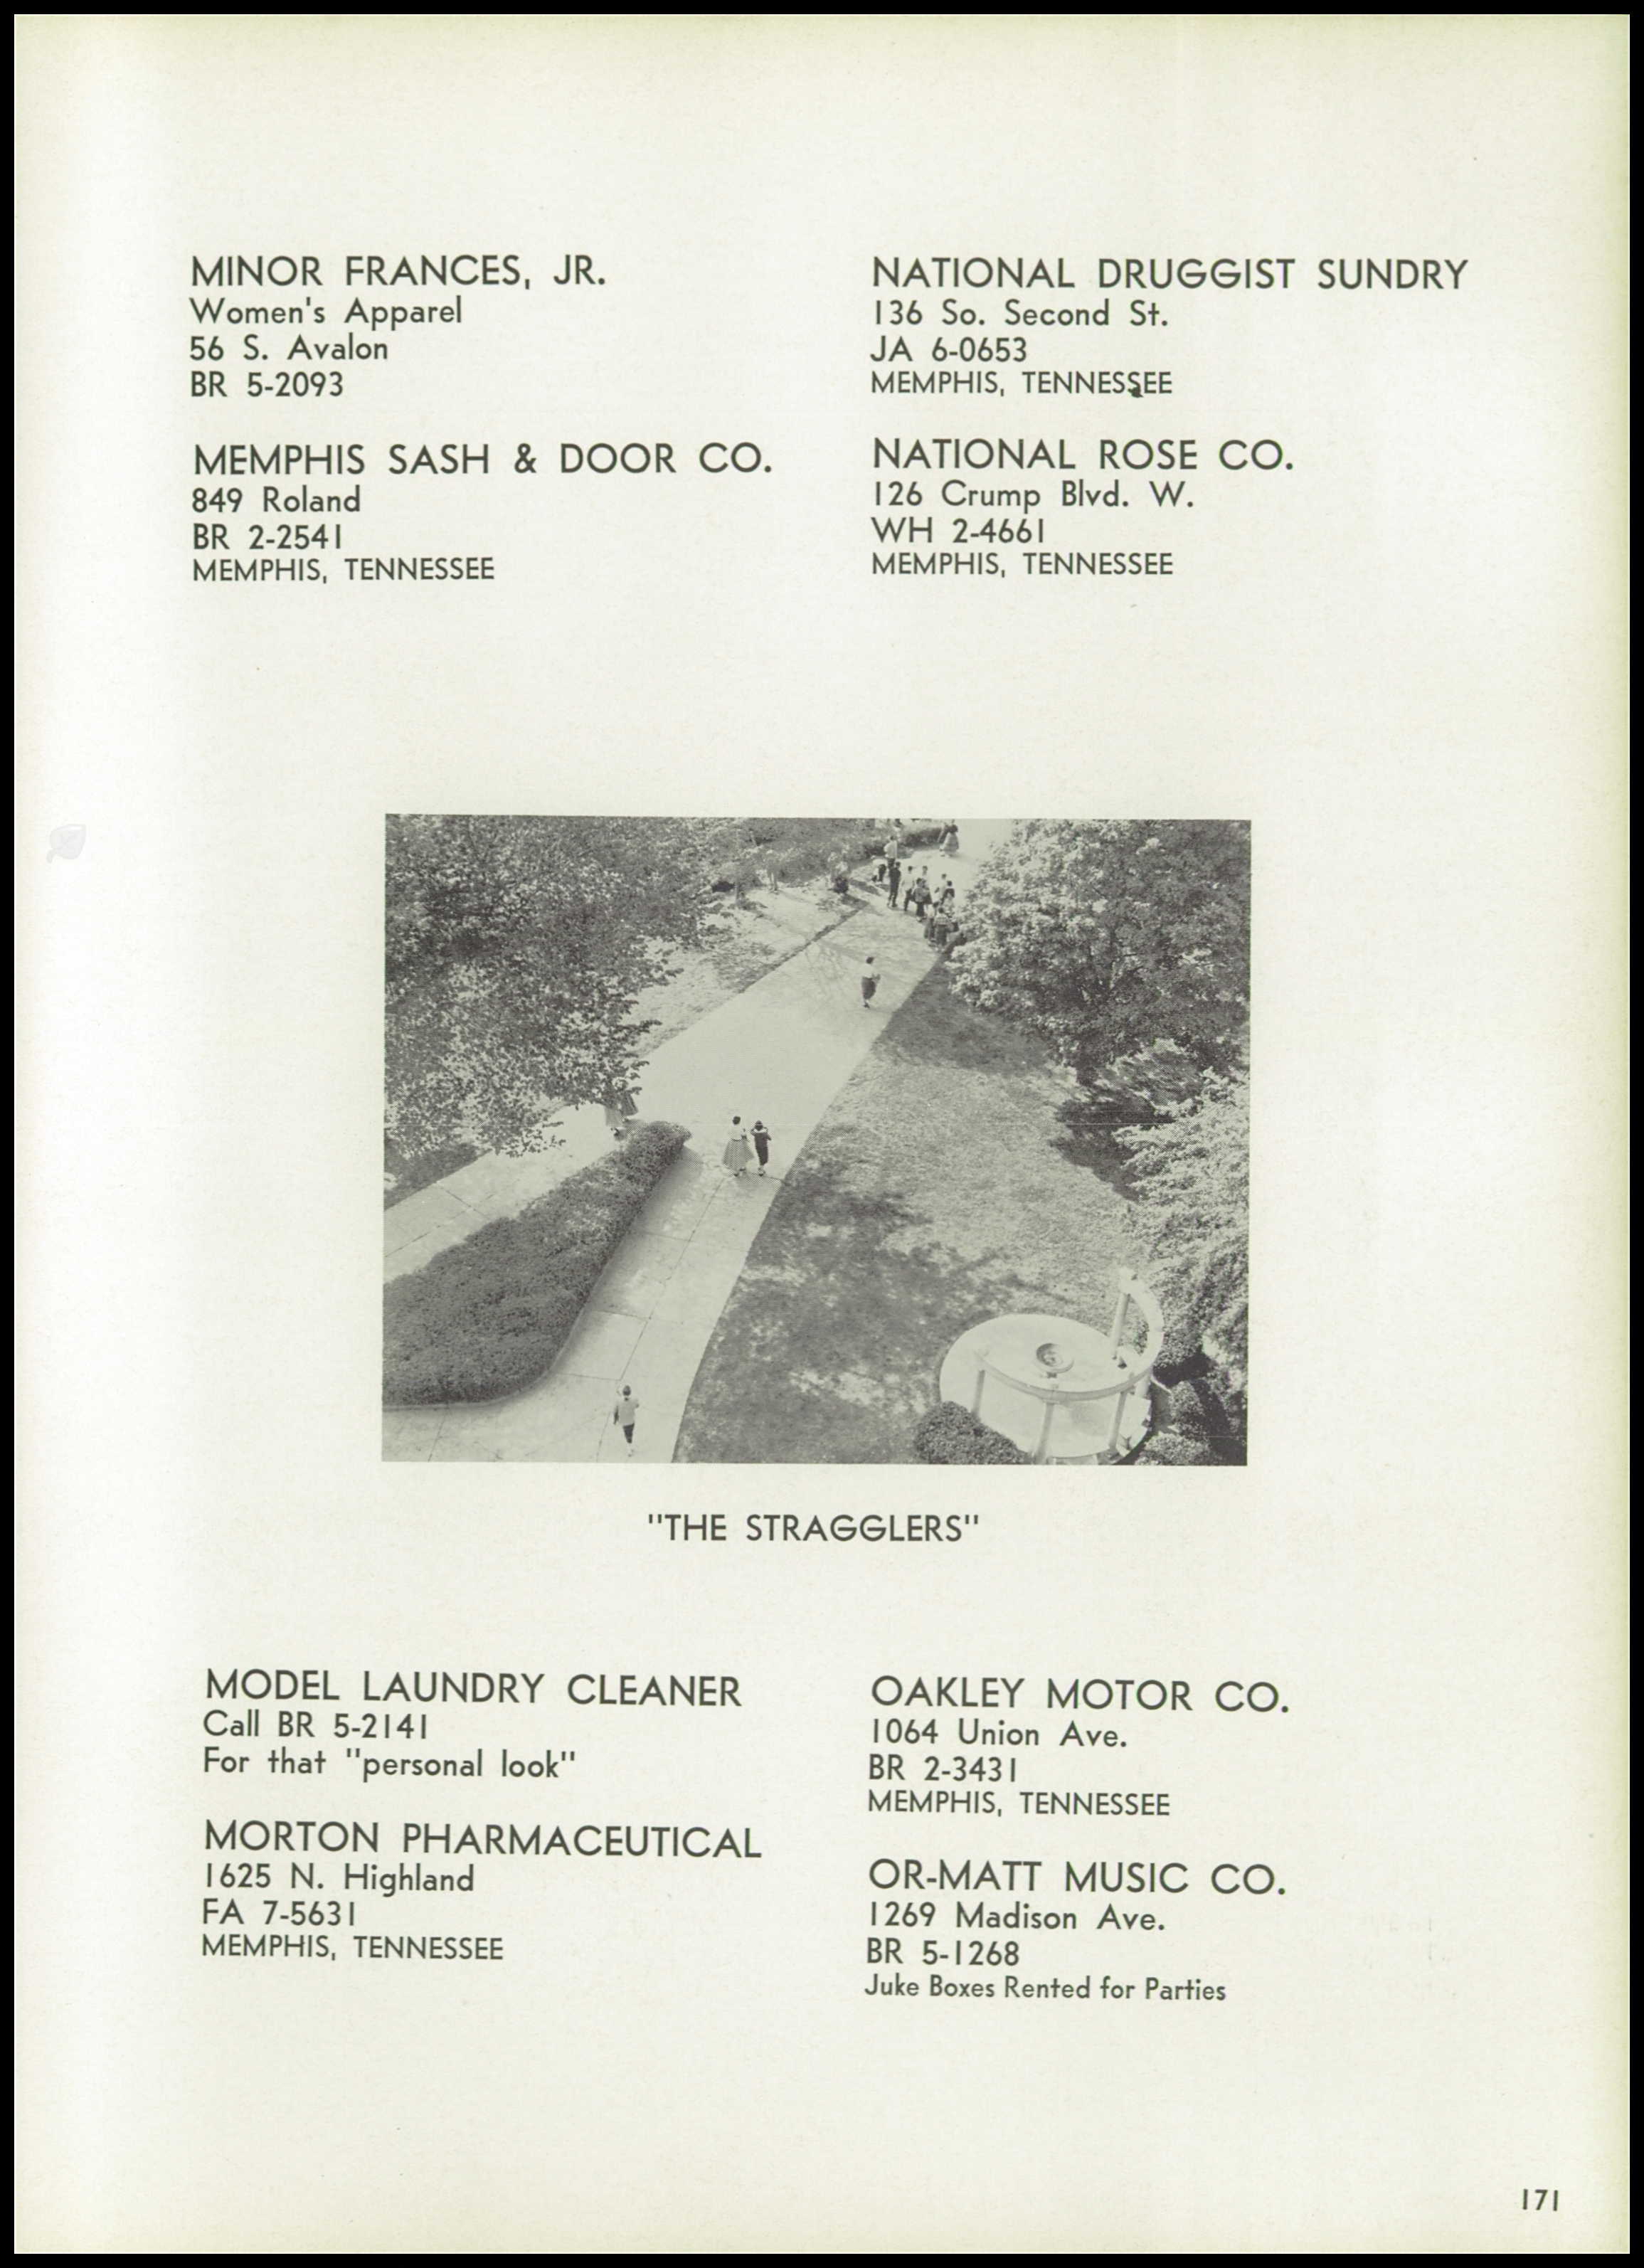 MINOR FRANCES, JR.
Women's Apparel
56 S. Avalon
BR 5-2093
MEMPHIS SASH & DOOR CO.
849 Roland
BR 2-2541
MEMPHIS, TENNESSEE
NATIONAL DRUGGIST SUNDRY
136 So. Second St.
JA 6-0653
MEMPHIS, TENNESSEE
NATIONAL ROSE CO.
126 Crump Blvd. W.
WH 2-4661
MEMPHIS, TENNESSEE
"THE STRAGGLERS"
MODEL LAUNDRY CLEANER
Call BR 5-2141
For that "personal look"
MORTON PHARMACEUTICAL
1625 N. Highland
FA 7-5631
MEMPHIS, TENNESSEE
OAKLEY MOTOR CO.
1064 Union Ave.
BR 2-3431
MEMPHIS, TENNESSEE
OR-MATT MUSIC CO.
1269 Madison Ave.
BR 5-1268
Juke Boxes Rented for Parties
171